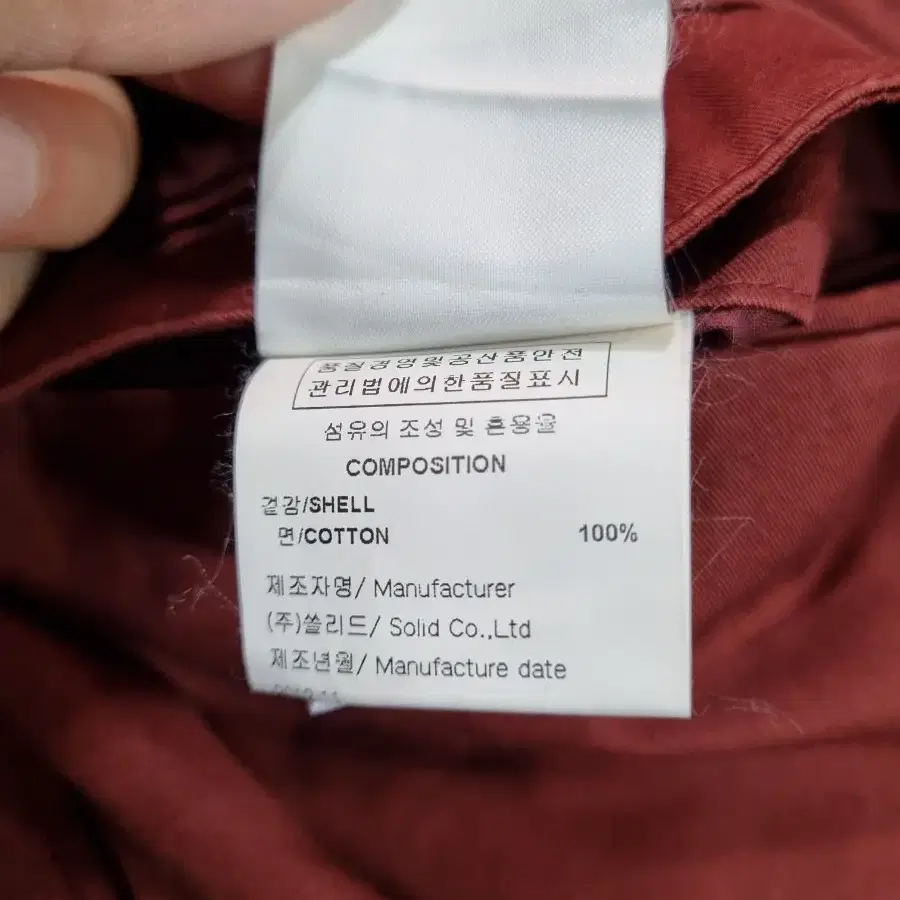 품질경영및공산품안전
관리법에의한품질표시
섬유의 조성 및 혼용율
COMPOSITION
겉감/SHELL
면/COTTON 100%
제조자명/ Manufacturer
(주)쏠리드/ Solid Co.,Ltd
제조년월/ Manufacture date